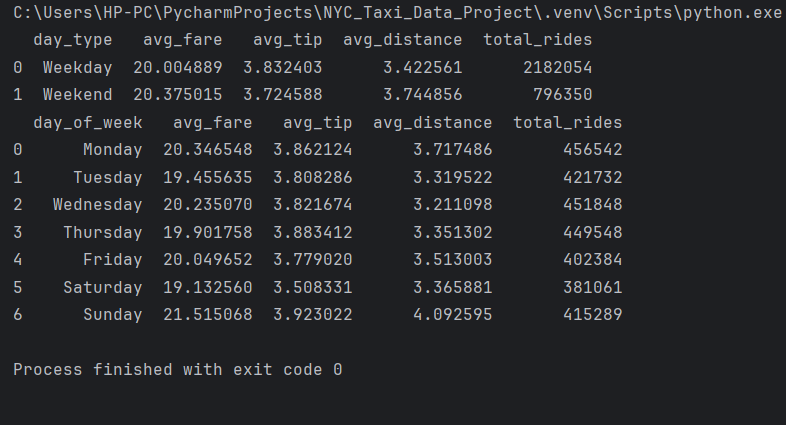 C:\Users\HP-PC\PycharmProjects\NYC_Taxi_Data_Project\.venv\Scripts\python.exe
  day_type   avg_fare   avg_tip  avg_distance  total_rides
0  Weekday  20.004889  3.832403      3.422561      2182054
1  Weekend  20.375015  3.724588      3.744856       796350
  day_of_week   avg_fare   avg_tip  avg_distance  total_rides
0      Monday  20.346548  3.862124      3.717486       456542
1     Tuesday  19.455635  3.808286      3.319522       421732
2   Wednesday  20.235070  3.821674      3.211098       451848
3    Thursday  19.901758  3.883412      3.351302       449548
4      Friday  20.049652  3.779020      3.513003       402384
5    Saturday  19.132560  3.508331      3.365881       381061
6      Sunday  21.515068  3.923022      4.092595       415289
Process finished with exit code 0